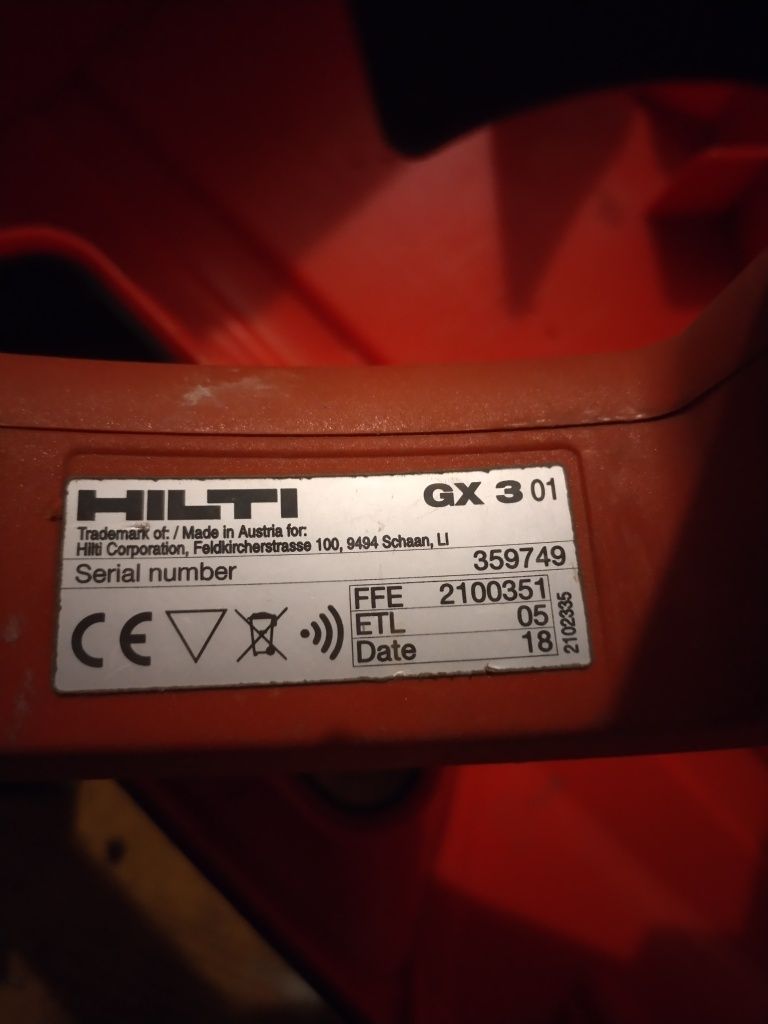 HILTI GX 3 01
Trademark of: / Made in Austria for:
Hilti Corporation, Feldkircherstrasse 100, 9494 Schaan, LI
Serial number 359749
CE
FFE 2100351
ETL 05
Date 18
2102335